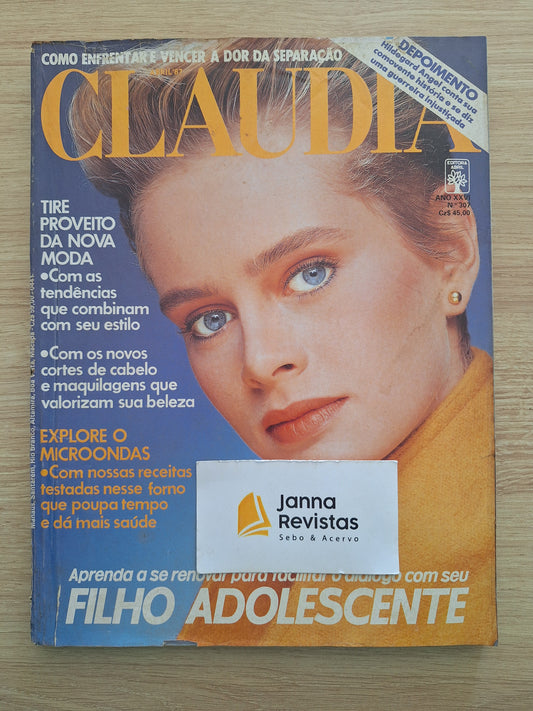 COMO ENFRENTAR E VENCER A DOR DA SEPARAÇÃO
CLAUDIA
DEPOIMENTO
Hildegard Angel conta sua
comovente história e se diz
uma guerreira injustiçada
EDITORA
ABRIL
ANO XXVI
N.º 307
Cz$ 45,00
TIRE
PROVEITO
DA NOVA
MODA
•Com as
tendências
que combinam
com seu estilo
•Com os novos
cortes de cabelo
e maquilagens que
valorizam sua beleza
EXPLORE O
MICROONDAS
•Com nossas receitas
testadas nesse forno
que poupa tempo
e dá mais saúde
Janna
Revistas
Sebo & Acervo
Aprenda a se renovar para facilitar o diálogo com seu
FILHO ADOLESCENTE